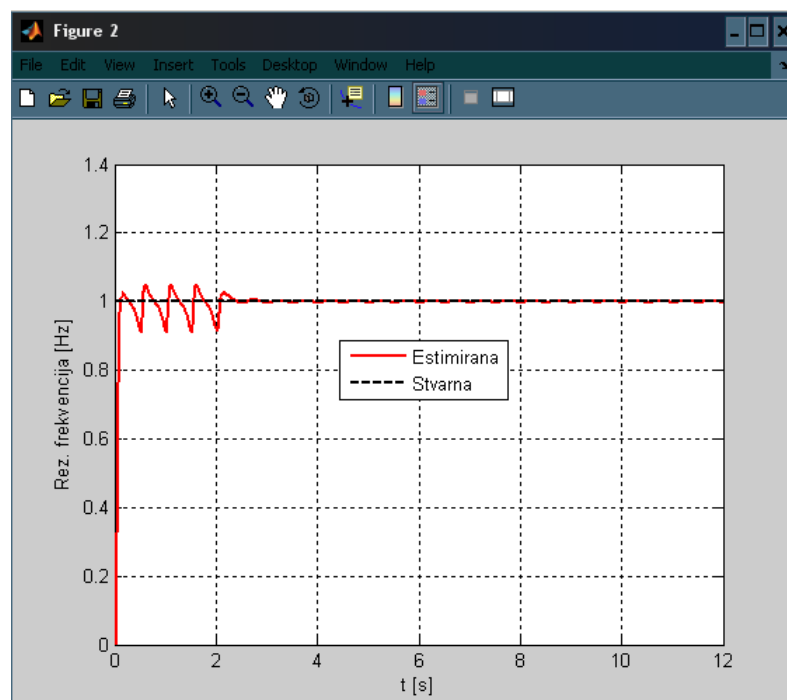 Figure 2
File Edit View Insert Tools Desktop Window Help
1.4
1.2
1
0.8
0.6
0.4
0.2
0
Rez. frekvencija [Hz]
Estimirana
Stvarna
0 2 4 6 8 10 12
t [s]